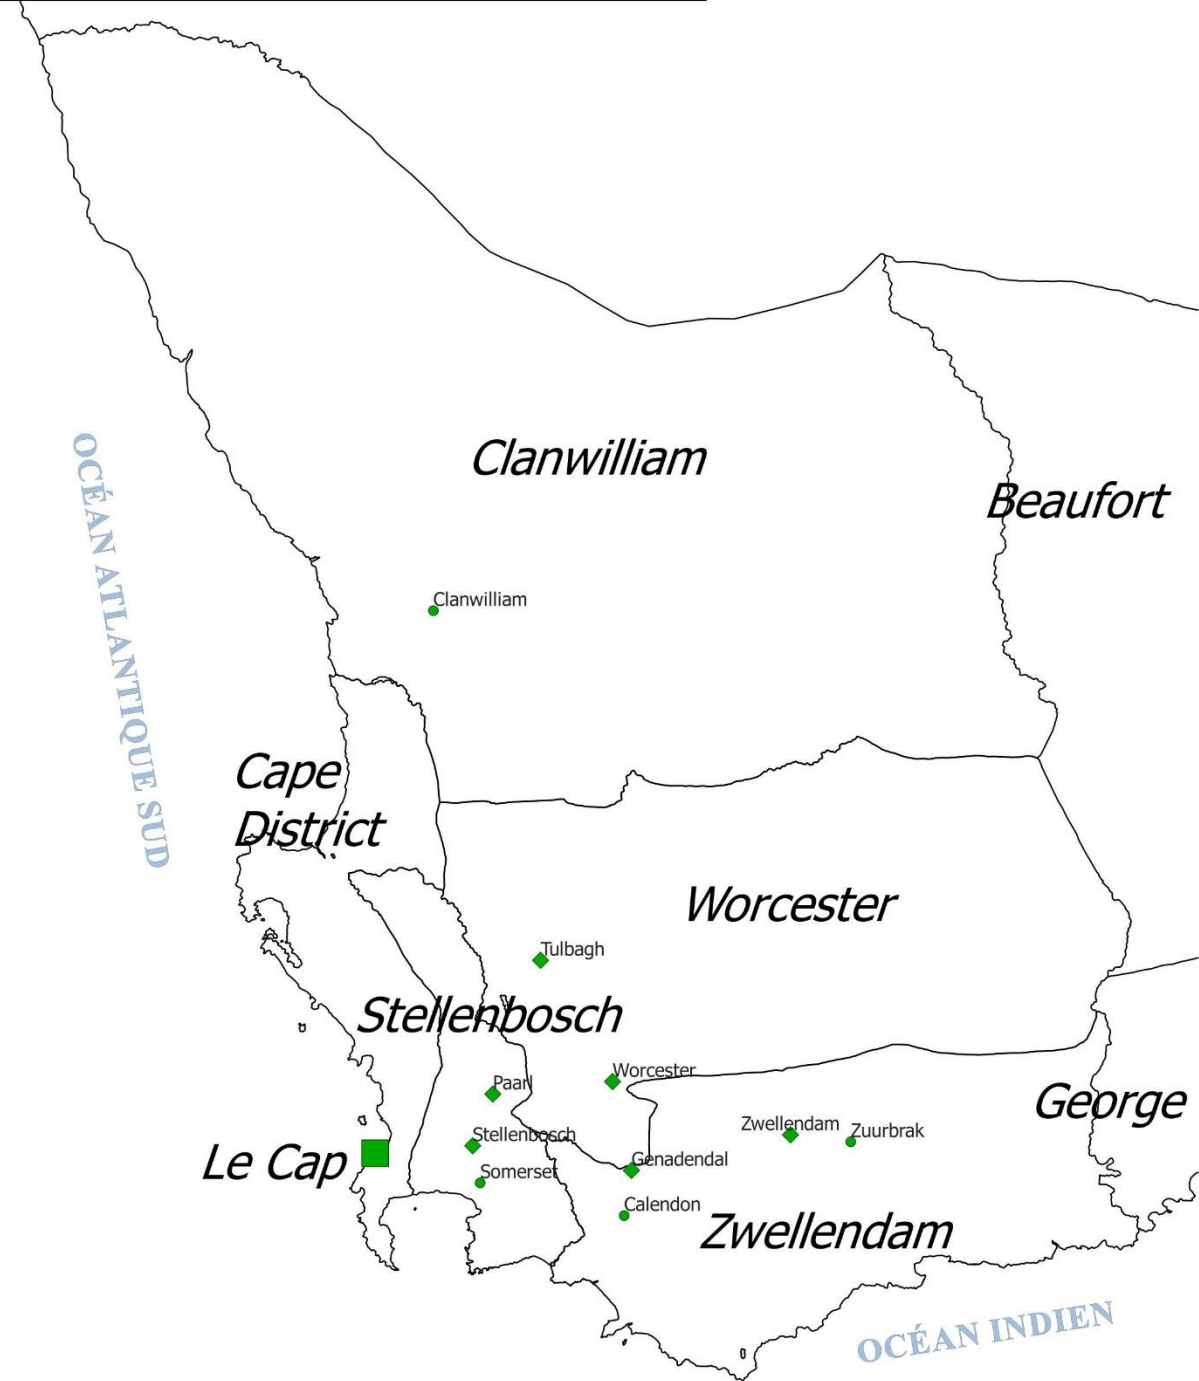 Clanwilliam
Beaufort
OCÉAN ATLANTIQUE SUD
Clanwilliam
Cape
District
Worcester
Tulbagh
Stellenbosch
Worcester
Paarl
George
Zwellendam
Zuurbrak
Stellenbosch
Le Cap
Genadendal
Somerset
Calendon
Zwellendam
OCÉAN INDIEN